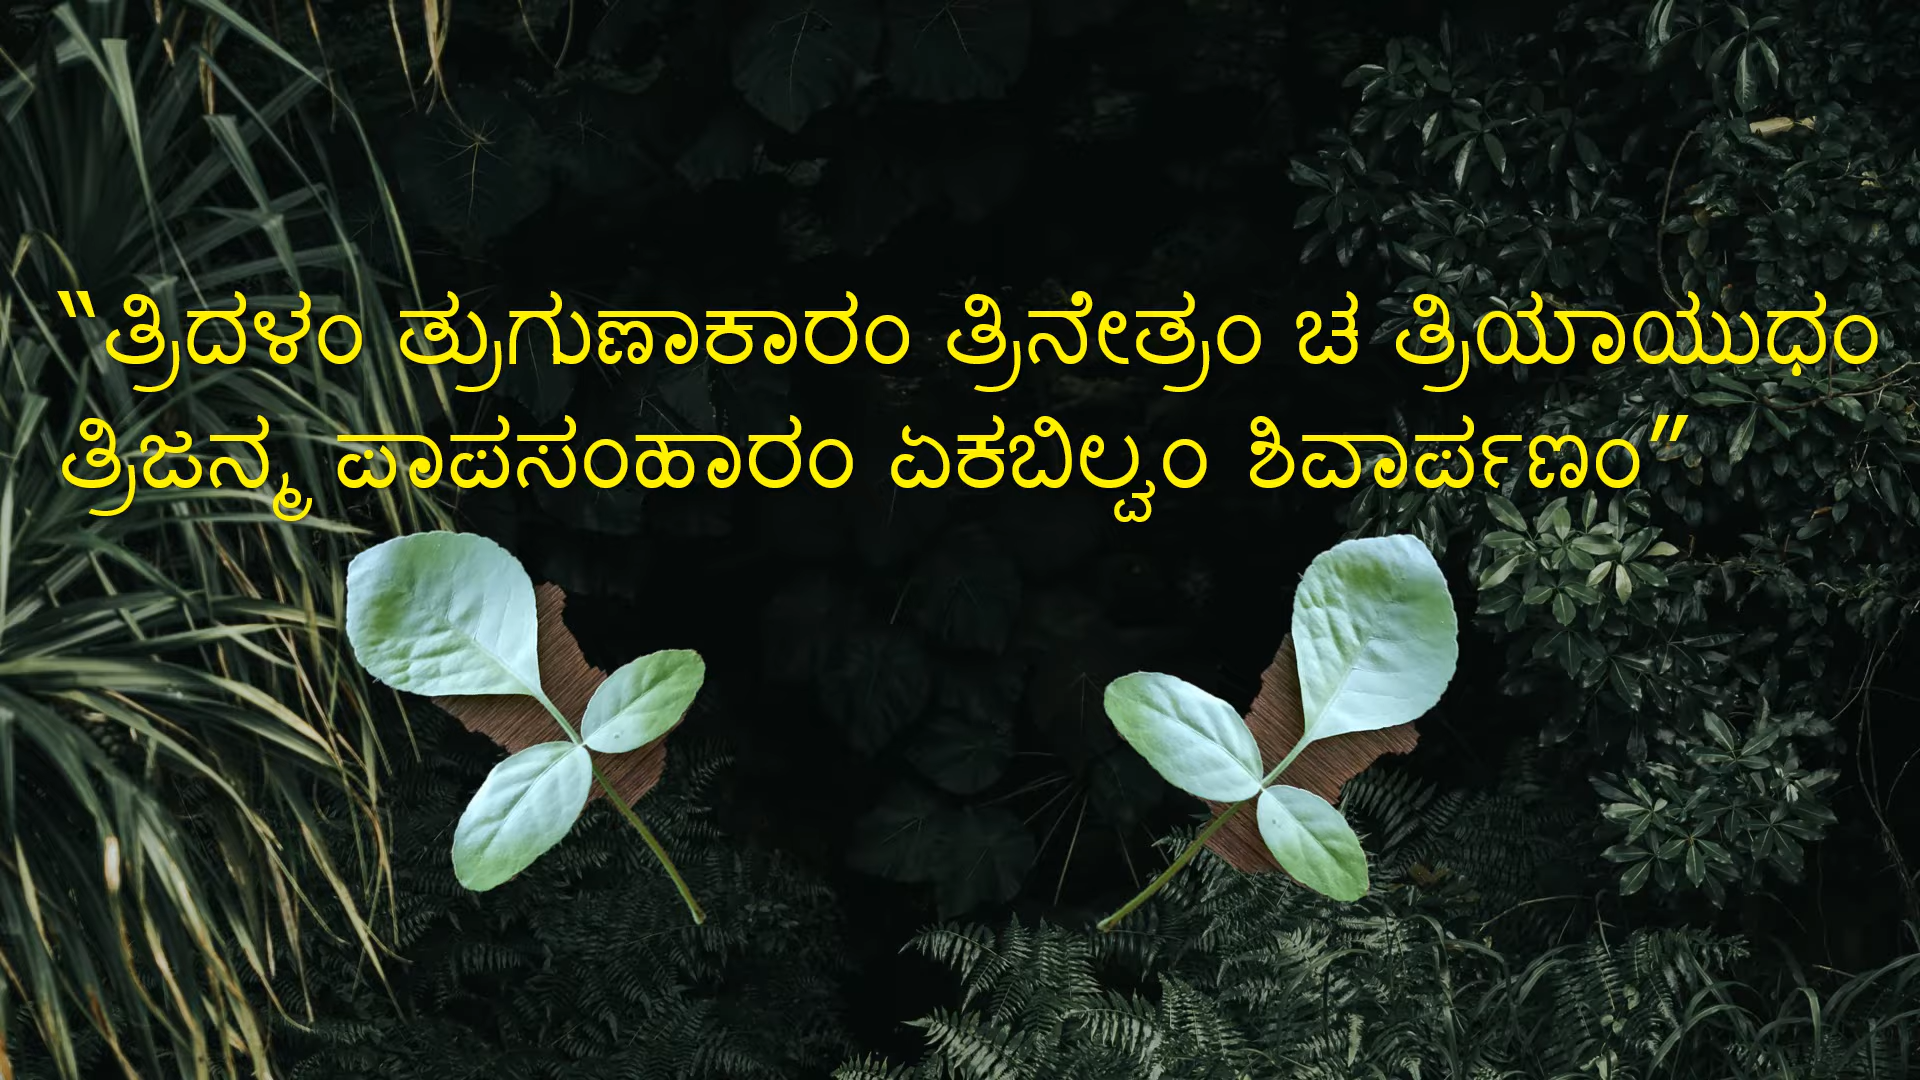 “ತ್ರಿದಳಂ ತ್ರುಗುಣಾಕಾರಂ ತ್ರಿನೇತ್ರಂ ಚ ತ್ರಿಯಾಯುಧಂ
ತ್ರಿಜನ್ಮ ಪಾಪಸಂಹಾರಂ ಏಕಬಿಲ್ವಂ ಶಿವಾರ್ಪಣಂ”